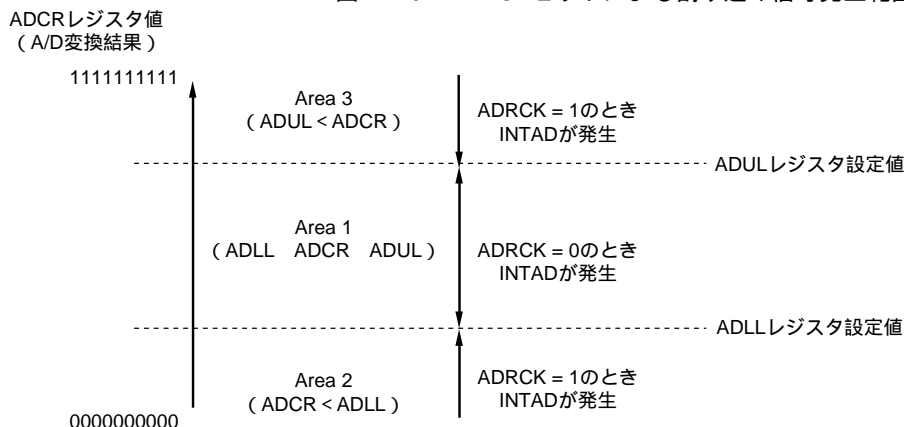 ADCRレジスタ値
（A/D変換結果）
1111111111
Area 3
（ADUL＜ADCR）
ADRCK = 1のとき
INTADが発生
ADULレジスタ設定値
Area 1
（ADLL　ADCR　ADUL）
ADRCK = 0のとき
INTADが発生
ADLLレジスタ設定値
Area 2
（ADCR＜ADLL）
ADRCK = 1のとき
INTADが発生
0000000000